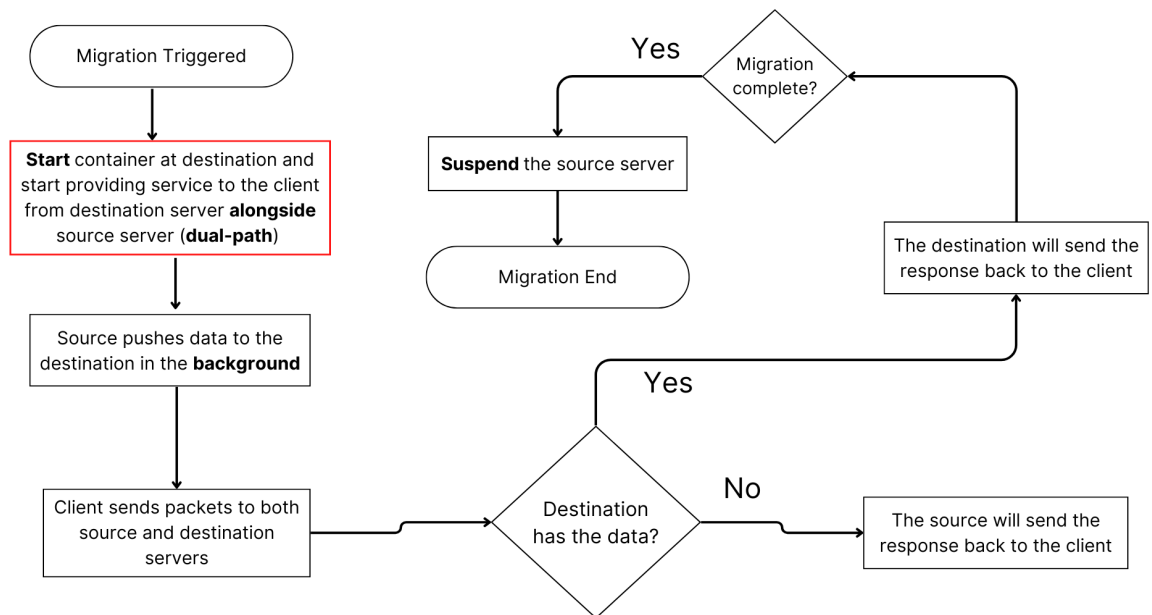 Migration Triggered
Start container at destination and
start providing service to the client
from destination server alongside
source server (dual-path)
Source pushes data to the
destination in the background
Client sends packets to both
source and destination
servers
Destination
has the data?
No
The source will send the
response back to the client
Yes
The destination will send the
response back to the client
Migration
complete?
Yes
Suspend the source server
Migration End